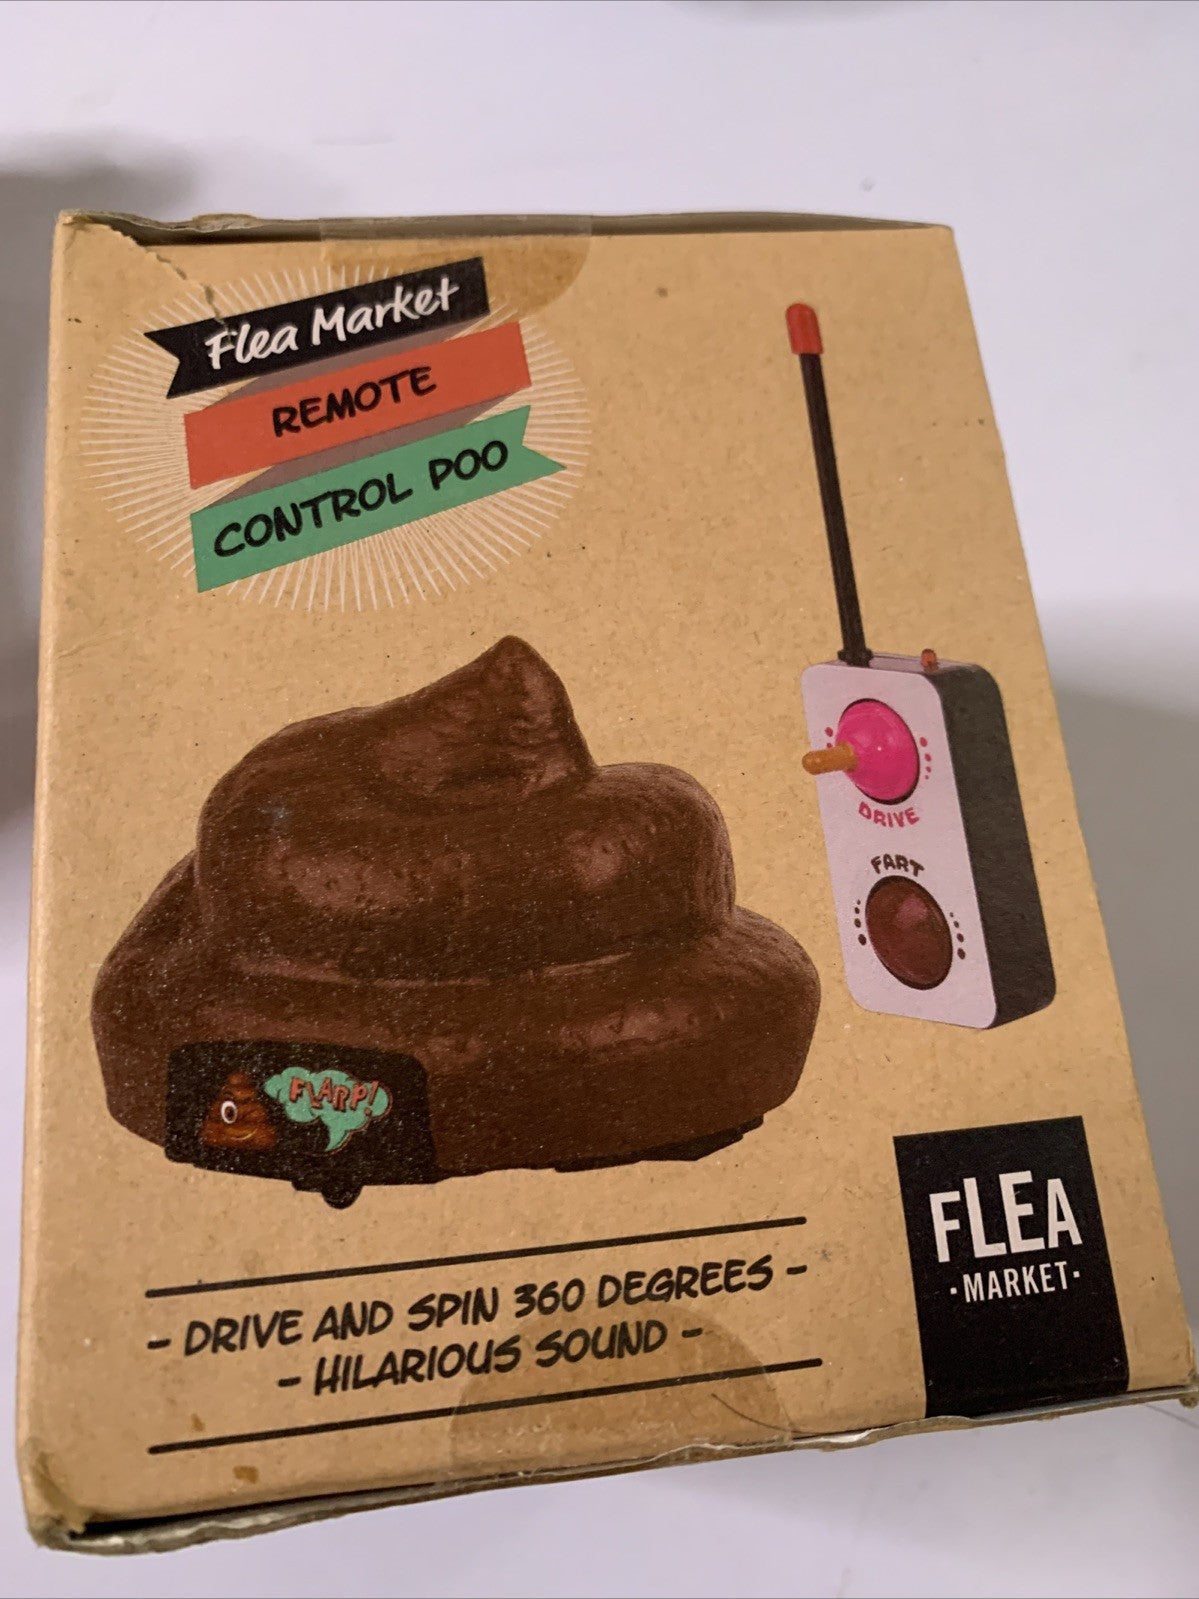 Flea Market
REMOTE
CONTROL POO
DRIVE
FART
FLARP!
- DRIVE AND SPIN 360 DEGREES -
- HILARIOUS SOUND -
FLEA
·MARKET·